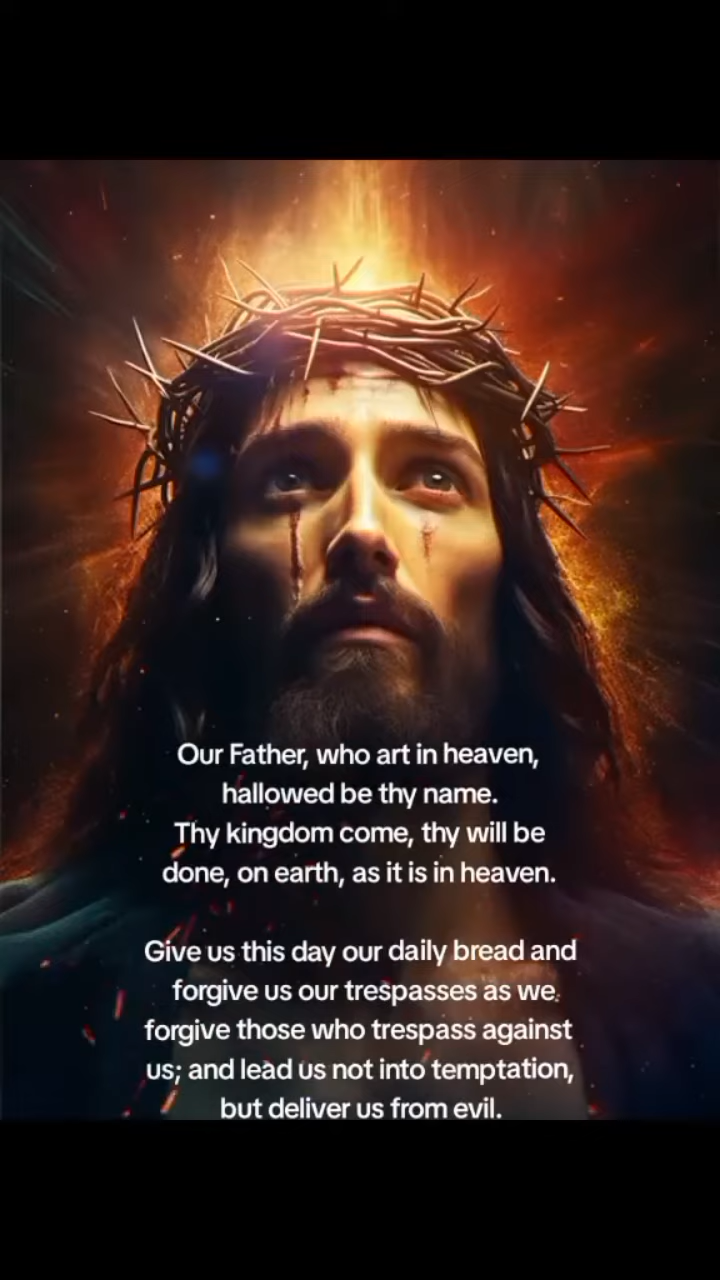 Our Father, who art in heaven,
hallowed be thy name.
Thy kingdom come, thy will be
done, on earth, as it is in heaven.
Give us this day our daily bread and
forgive us our trespasses as we
forgive those who trespass against
us; and lead us not into temptation,
but deliver us from evil.